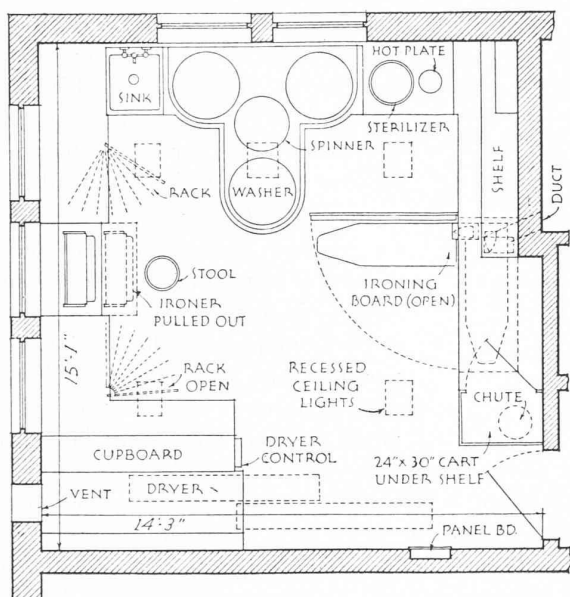 HOT PLATE
SINK
STERILIZER
SPINNER
RACK
WASHER
SHELF
DUCT
STOOL
IRONING
BOARD (OPEN)
IRONER
PULLED OUT
15'-1"
RACK
OPEN
RECESSED
CEILING
LIGHTS
CHUTE
CUPBOARD
DRYER
CONTROL
24" x 30" CART
UNDER SHELF
VENT
DRYER
14'-3"
PANEL BD.